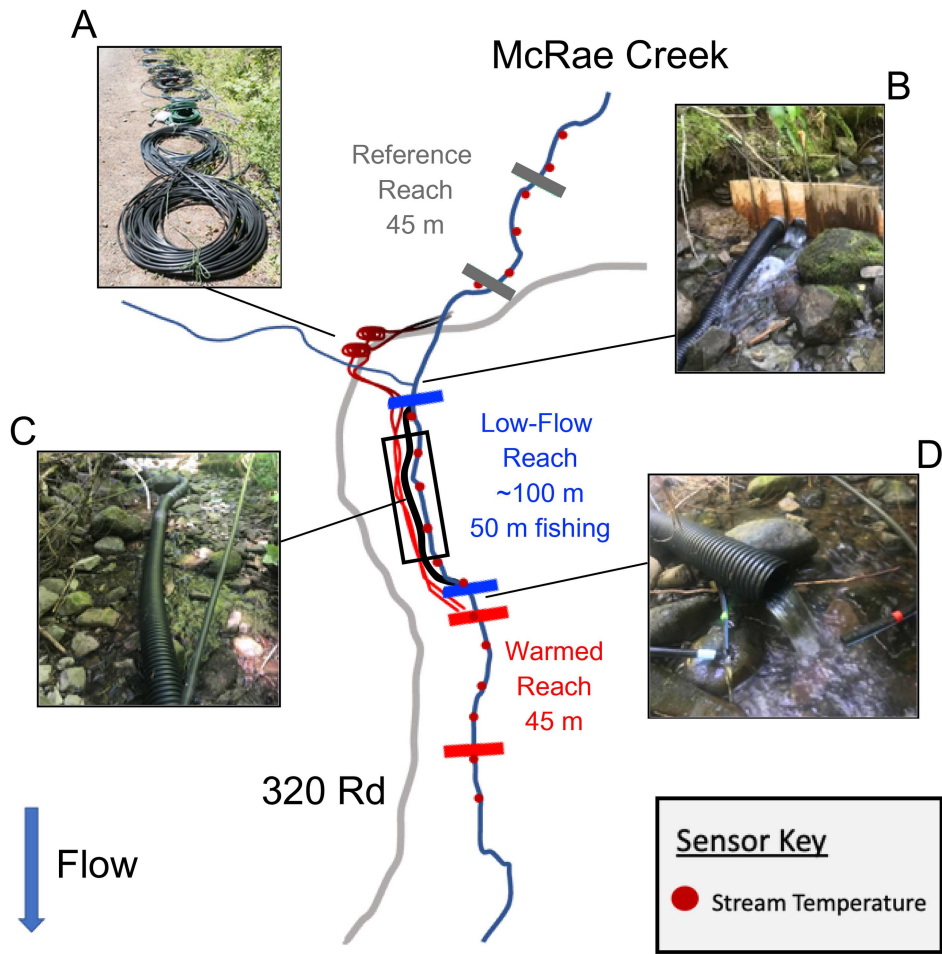 A
McRae Creek
B
Reference
Reach
45 m
C
Low-Flow
Reach
~100 m
50 m fishing
D
Warmed
Reach
45 m
320 Rd
Flow
Sensor Key
Stream Temperature